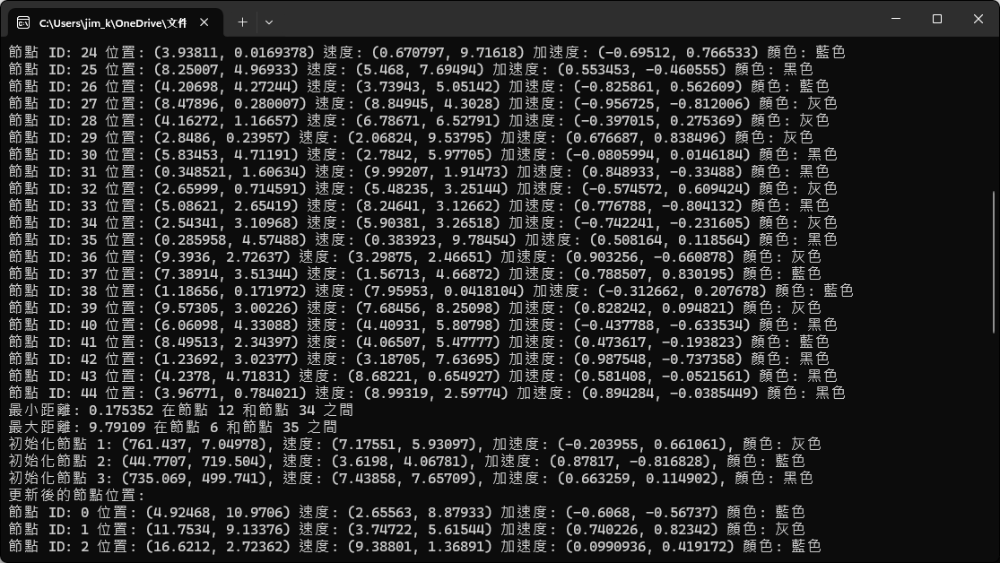 C:\Users\jim_k\OneDrive\文件
節點 ID: 24 位置: (3.93811, 0.0169378) 速度: (0.670797, 9.71618) 加速度: (-0.69512, 0.766533) 顏色: 藍色
節點 ID: 25 位置: (8.25007, 4.96933) 速度: (5.468, 7.69494) 加速度: (0.553453, -0.460555) 顏色: 黑色
節點 ID: 26 位置: (4.20698, 4.27244) 速度: (3.73943, 5.05142) 加速度: (-0.825861, 0.562609) 顏色: 藍色
節點 ID: 27 位置: (8.47896, 0.280007) 速度: (8.84945, 4.3028) 加速度: (-0.956725, -0.812006) 顏色: 灰色
節點 ID: 28 位置: (4.16272, 1.16657) 速度: (6.78671, 6.52791) 加速度: (-0.397015, 0.275369) 顏色: 灰色
節點 ID: 29 位置: (2.8486, 0.23957) 速度: (2.06824, 9.53795) 加速度: (0.676687, 0.838496) 顏色: 灰色
節點 ID: 30 位置: (5.83453, 4.71191) 速度: (2.7842, 5.97705) 加速度: (-0.0805994, 0.0146184) 顏色: 黑色
節點 ID: 31 位置: (0.348521, 1.60634) 速度: (9.99207, 1.91473) 加速度: (0.848933, -0.33488) 顏色: 黑色
節點 ID: 32 位置: (2.65999, 0.714591) 速度: (5.48235, 3.25144) 加速度: (-0.574572, 0.609424) 顏色: 灰色
節點 ID: 33 位置: (5.08621, 2.65419) 速度: (8.24641, 3.12662) 加速度: (0.776788, -0.804132) 顏色: 黑色
節點 ID: 34 位置: (2.54341, 3.10968) 速度: (5.90381, 3.26518) 加速度: (-0.742241, -0.231605) 顏色: 灰色
節點 ID: 35 位置: (0.285958, 4.57488) 速度: (0.383923, 9.78454) 加速度: (0.508164, 0.118564) 顏色: 黑色
節點 ID: 36 位置: (9.3936, 2.72637) 速度: (3.29875, 2.46651) 加速度: (0.903256, -0.660878) 顏色: 灰色
節點 ID: 37 位置: (7.38914, 3.51344) 速度: (1.56713, 4.66872) 加速度: (0.788507, 0.830195) 顏色: 藍色
節點 ID: 38 位置: (1.18656, 0.171972) 速度: (7.95953, 0.0418104) 加速度: (-0.312662, 0.207678) 顏色: 藍色
節點 ID: 39 位置: (9.57305, 3.00226) 速度: (7.68456, 8.25098) 加速度: (0.828242, 0.094821) 顏色: 灰色
節點 ID: 40 位置: (6.06098, 4.33088) 速度: (4.40931, 5.80798) 加速度: (-0.437788, -0.633534) 顏色: 黑色
節點 ID: 41 位置: (8.49513, 2.34397) 速度: (4.06507, 5.47777) 加速度: (0.473617, -0.193823) 顏色: 藍色
節點 ID: 42 位置: (1.23692, 3.02377) 速度: (3.18705, 7.63695) 加速度: (0.987548, -0.737358) 顏色: 黑色
節點 ID: 43 位置: (4.2378, 4.71831) 速度: (8.68221, 0.654927) 加速度: (0.581408, -0.0521561) 顏色: 黑色
節點 ID: 44 位置: (3.96771, 0.784021) 速度: (8.99319, 2.59774) 加速度: (0.894284, -0.0385449) 顏色: 黑色
最小距離: 0.175352 在節點 12 和節點 34 之間
最大距離: 9.79109 在節點 6 和節點 35 之間
初始化節點 1: (761.437, 7.04978), 速度: (7.17551, 5.93097), 加速度: (-0.203955, 0.661061), 顏色: 灰色
初始化節點 2: (44.7707, 719.504), 速度: (3.6198, 4.06781), 加速度: (0.87817, -0.816828), 顏色: 藍色
初始化節點 3: (735.069, 499.741), 速度: (7.43858, 7.65709), 加速度: (0.663259, 0.114902), 顏色: 黑色
更新後的節點位置:
節點 ID: 0 位置: (4.92468, 10.9706) 速度: (2.65563, 8.87933) 加速度: (-0.6068, -0.56737) 顏色: 藍色
節點 ID: 1 位置: (11.7534, 9.13376) 速度: (3.74722, 5.61544) 加速度: (0.740226, 0.82342) 顏色: 灰色
節點 ID: 2 位置: (16.6212, 2.72362) 速度: (9.38801, 1.36891) 加速度: (0.0990936, 0.419172) 顏色: 藍色